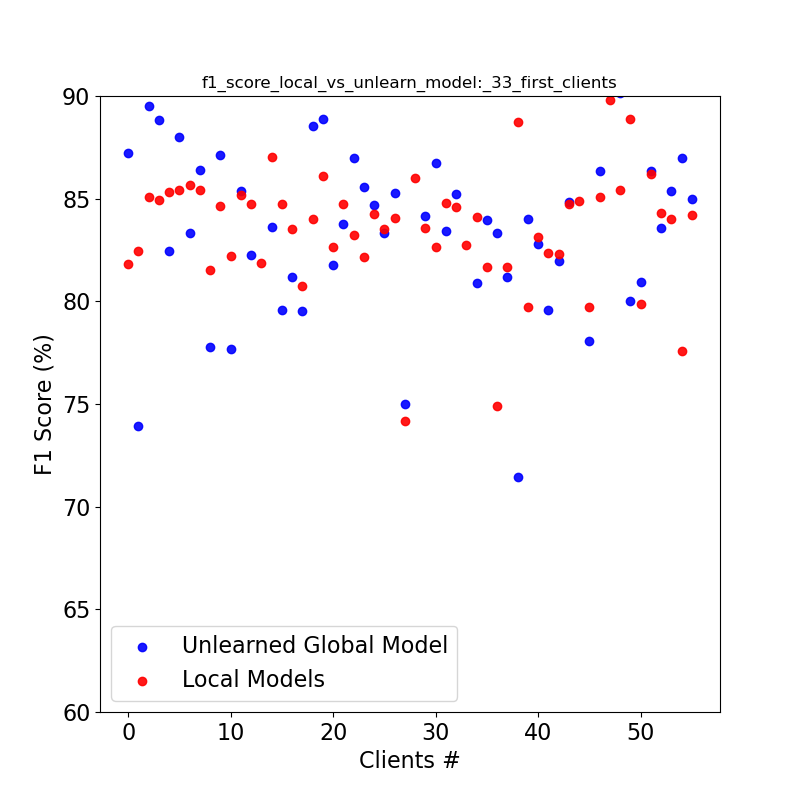 f1_score_local_vs_unlearn_model:_33_first_clients
90
85
80
75
70
65
60
F1 Score (%)
Unlearned Global Model
Local Models
0 10 20 30 40 50
Clients #